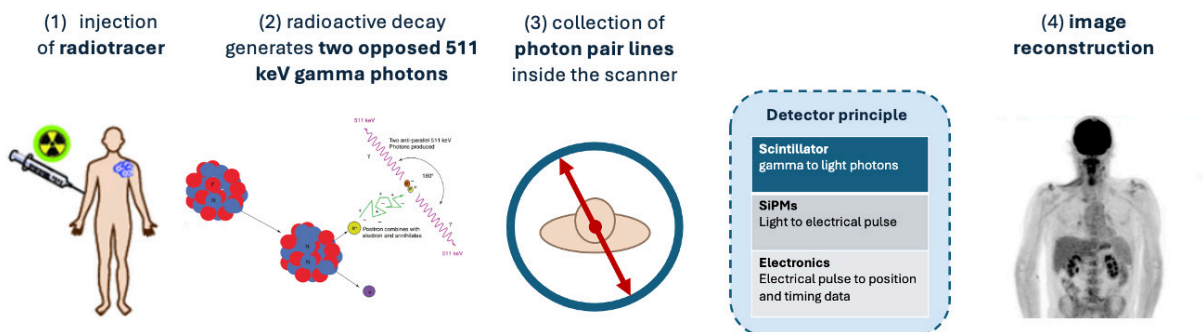 (1) injection
of radiotracer
(2) radioactive decay
generates two opposed 511
keV gamma photons
511 keV
Two anti-parallel 511 keV
Photons produced
180°
Positron combines with
electron and annihilates
511 keV
(3) collection of
photon pair lines
inside the scanner
Detector principle
Scintillator
gamma to light photons
SiPMs
Light to electrical pulse
Electronics
Electrical pulse to position
and timing data
(4) image
reconstruction